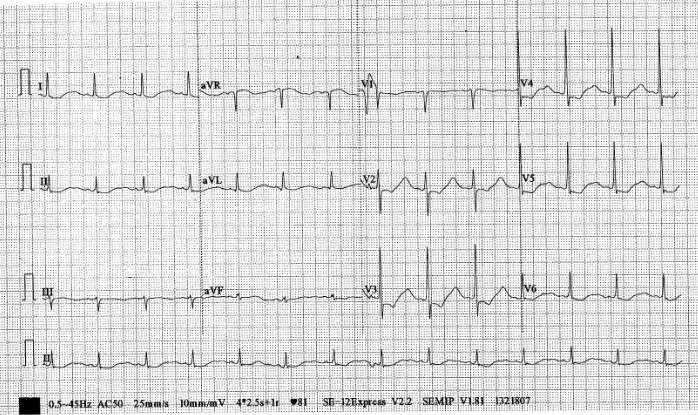 I aVR V1 V4
II aVL V2 V5
III aVF V3 V6
II
0.5~45Hz AC50 25mm/s 10mm/mV 4*2.5s+1r ♥81 SE-12Express V2.2 SEMIP V1.81 1321807